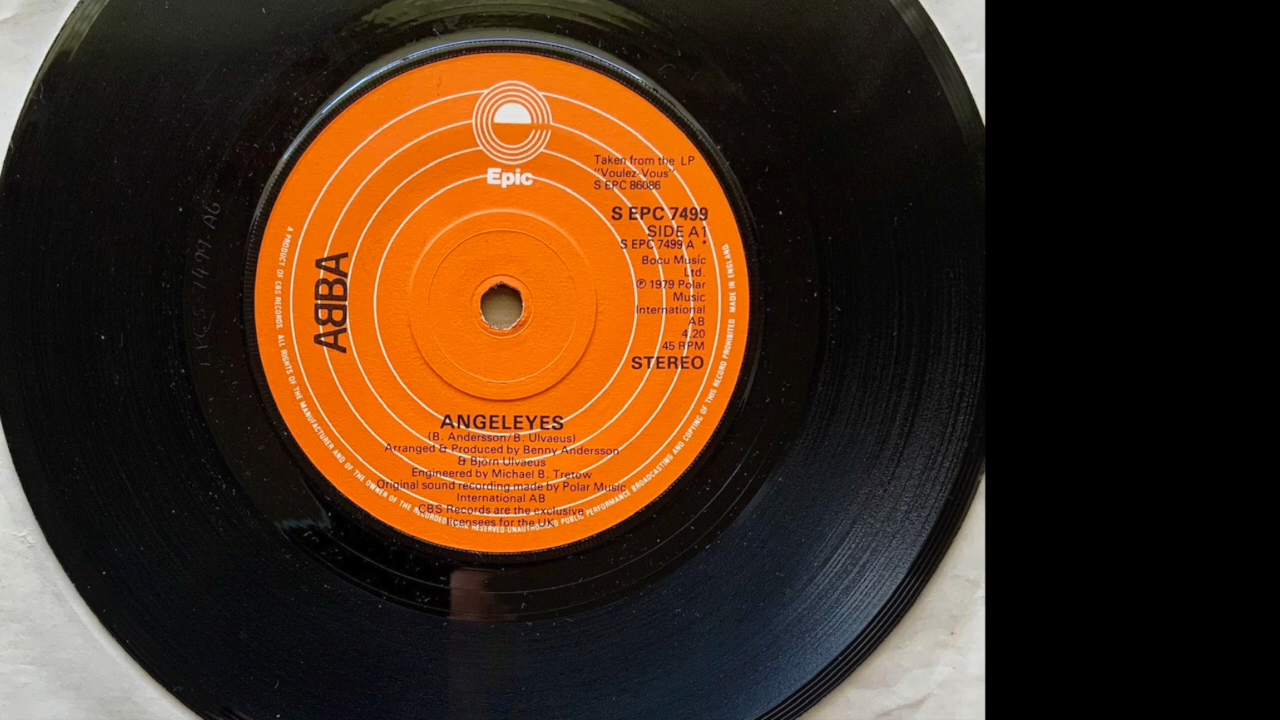 Epic
Taken from the LP
"Voulez-Vous"
S EPC 86086
S EPC 7499
SIDE A1
S EPC 7499 A *
Bocu Music
Ltd.
℗ 1979 Polar
Music
International
AB
4.20
45 RPM
STEREO
ABBA
ANGELEYES
(B. Andersson/B. Ulvaeus)
Arranged & Produced by Benny Andersson
& Björn Ulvaeus
Engineered by Michael B. Tretow
Original sound recording made by Polar Music
International AB
CBS Records are the exclusive
licensees for the UK
A PRODUCT OF CBS RECORDS. ALL RIGHTS OF THE MANUFACTURER AND OF THE OWNER OF THE RECORDED WORK RESERVED UNAUTHORISED PUBLIC PERFORMANCE BROADCASTING AND COPYING OF THIS RECORD PROHIBITED MADE IN ENGLAND